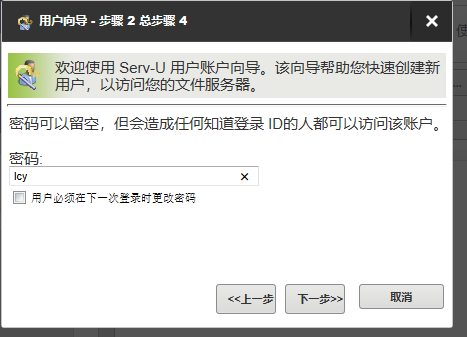 用户向导 - 步骤 2 总步骤 4
欢迎使用 Serv-U 用户账户向导。该向导帮助您快速创建新
用户，以访问您的文件服务器。
密码可以留空，但会造成任何知道登录 ID的人都可以访问该账户。
密码:
lcy
用户必须在下一次登录时更改密码
<<上一步
下一步>>
取消